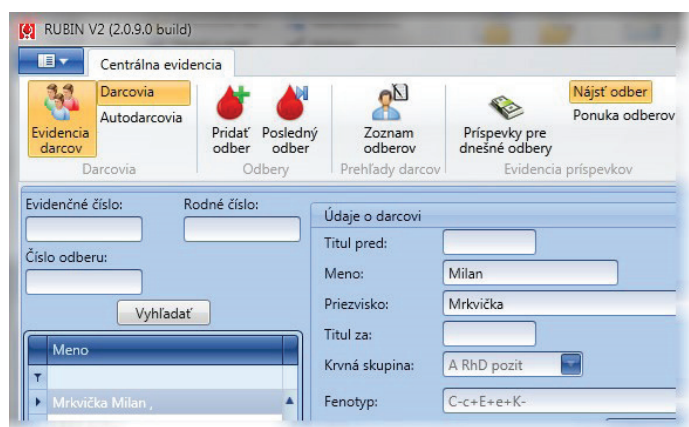 RUBIN V2 (2.0.9.0 build)
Centrálna evidencia
Evidencia darcov
Darcovia
Autodarcovia
Darcovia
Pridať odber
Posledný odber
Odbery
Zoznam odberov
Prehľady darcov
Príspevky pre dnešné odbery
Nájsť odber
Ponuka odberov
Evidencia príspevkov
Evidenčné číslo:
Rodné číslo:
Číslo odberu:
Vyhľadať
Meno
Mrkvička Milan ,
Údaje o darcovi
Titul pred:
Meno: Milan
Priezvisko: Mrkvička
Titul za:
Krvná skupina: A RhD pozit
Fenotyp: C-c+E+e+K-